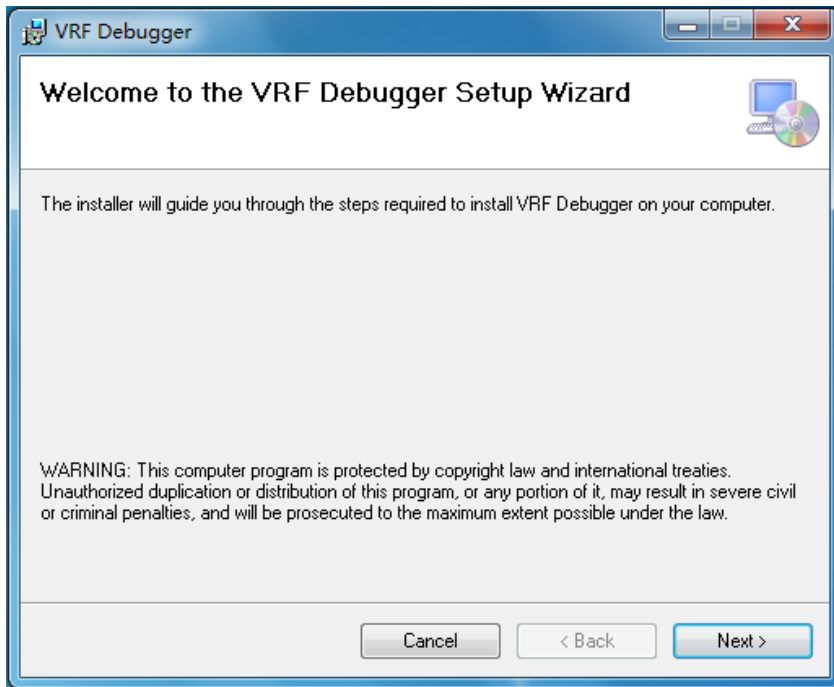 VRF Debugger
Welcome to the VRF Debugger Setup Wizard
The installer will guide you through the steps required to install VRF Debugger on your computer.
WARNING: This computer program is protected by copyright law and international treaties.
Unauthorized duplication or distribution of this program, or any portion of it, may result in severe civil
or criminal penalties, and will be prosecuted to the maximum extent possible under the law.
Cancel
< Back
Next >